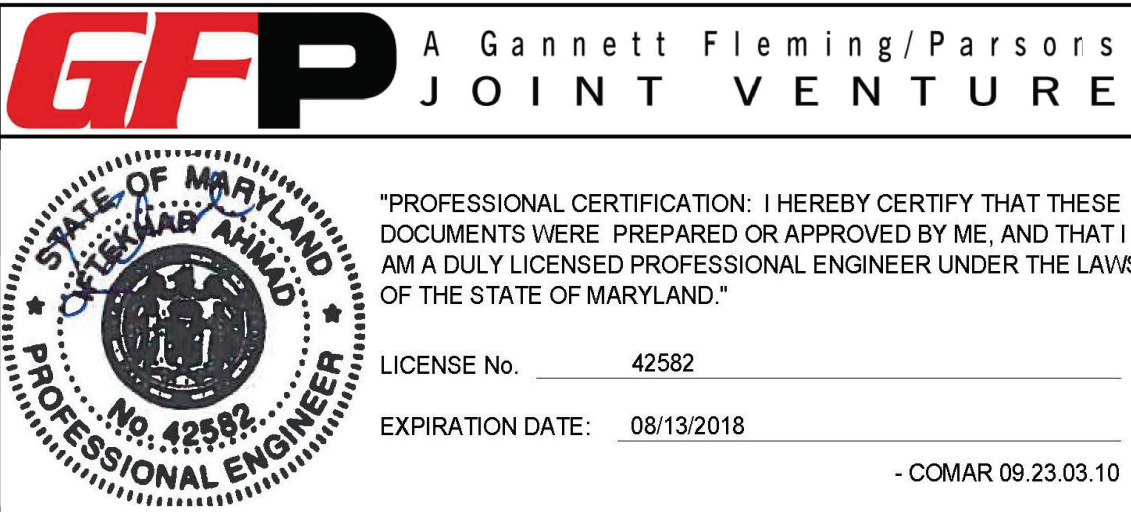 GFP
A Gannett Fleming/Parsons
JOINT VENTURE
STATE OF MARYLAND
IFTEKHAR AHMAD
No. 42582
PROFESSIONAL ENGINEER
"PROFESSIONAL CERTIFICATION: I HEREBY CERTIFY THAT THESE
DOCUMENTS WERE PREPARED OR APPROVED BY ME, AND THAT I
AM A DULY LICENSED PROFESSIONAL ENGINEER UNDER THE LAWS
OF THE STATE OF MARYLAND."
LICENSE No. 42582
EXPIRATION DATE: 08/13/2018
- COMAR 09.23.03.10